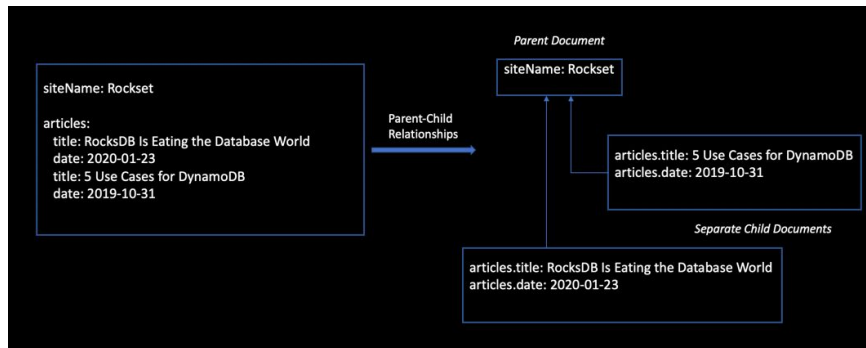 siteName: Rockset
articles:
title: RocksDB Is Eating the Database World
date: 2020-01-23
title: 5 Use Cases for DynamoDB
date: 2019-10-31
Parent-Child
Relationships
Parent Document
siteName: Rockset
articles.title: 5 Use Cases for DynamoDB
articles.date: 2019-10-31
Separate Child Documents
articles.title: RocksDB Is Eating the Database World
articles.date: 2020-01-23